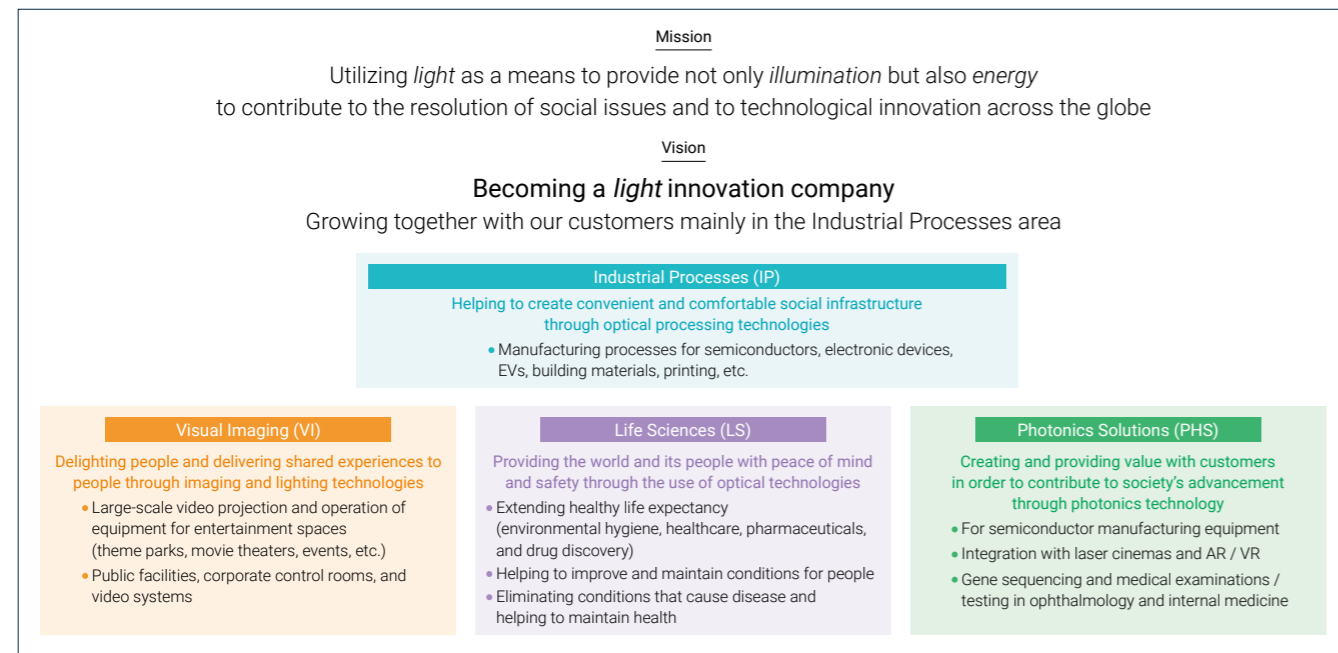 Mission
Utilizing light as a means to provide not only illumination but also energy
to contribute to the resolution of social issues and to technological innovation across the globe
Vision
Becoming a light innovation company
Growing together with our customers mainly in the Industrial Processes area
Industrial Processes (IP)
Helping to create convenient and comfortable social infrastructure
through optical processing technologies
• Manufacturing processes for semiconductors, electronic devices,
EVs, building materials, printing, etc.
Visual Imaging (VI)
Delighting people and delivering shared experiences to
people through imaging and lighting technologies
• Large-scale video projection and operation of
equipment for entertainment spaces
(theme parks, movie theaters, events, etc.)
• Public facilities, corporate control rooms, and
video systems
Life Sciences (LS)
Providing the world and its people with peace of mind
and safety through the use of optical technologies
• Extending healthy life expectancy
(environmental hygiene, healthcare, pharmaceuticals,
and drug discovery)
• Helping to improve and maintain conditions for people
• Eliminating conditions that cause disease and
helping to maintain health
Photonics Solutions (PHS)
Creating and providing value with customers
in order to contribute to society's advancement
through photonics technology
• For semiconductor manufacturing equipment
• Integration with laser cinemas and AR / VR
• Gene sequencing and medical examinations /
testing in ophthalmology and internal medicine